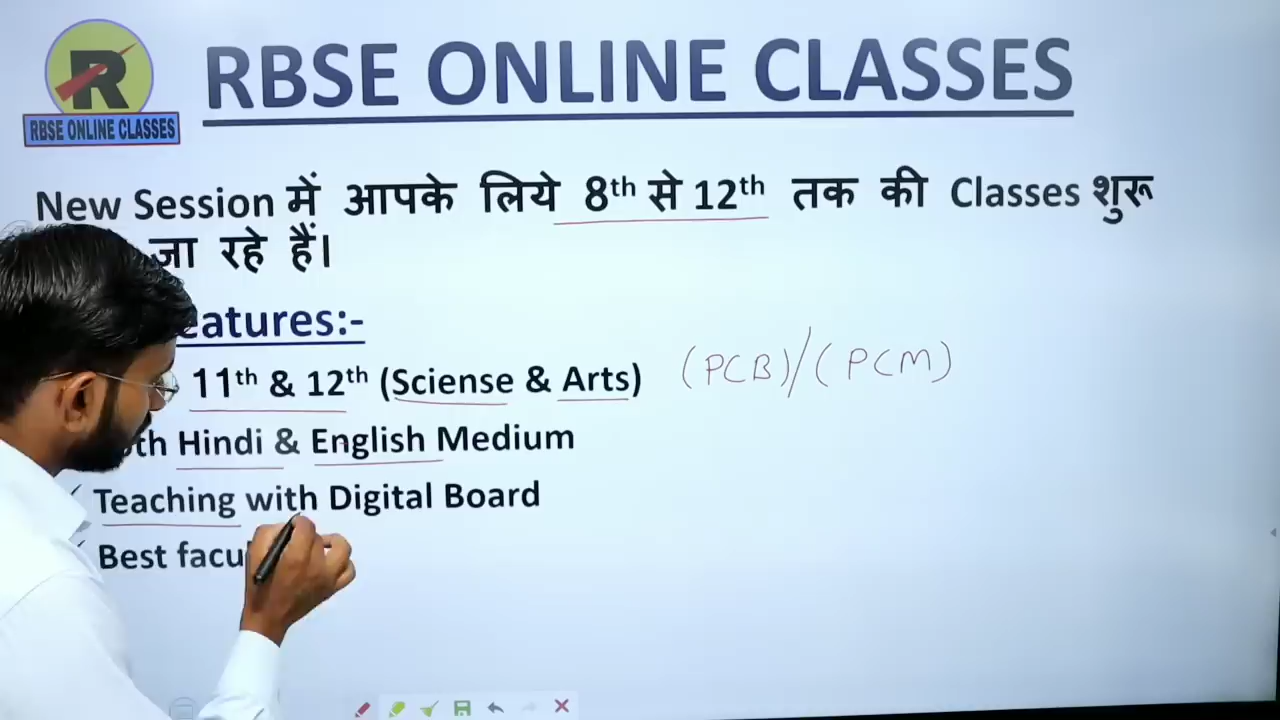 R
RBSE ONLINE CLASSES
RBSE ONLINE CLASSES
New Session में आपके लिये 8th से 12th तक की Classes शुरू
जा रहे हैं।
eatures:-
11th & 12th (Sciense & Arts) (PCB)/(PCM)
th Hindi & English Medium
Teaching with Digital Board
Best facu